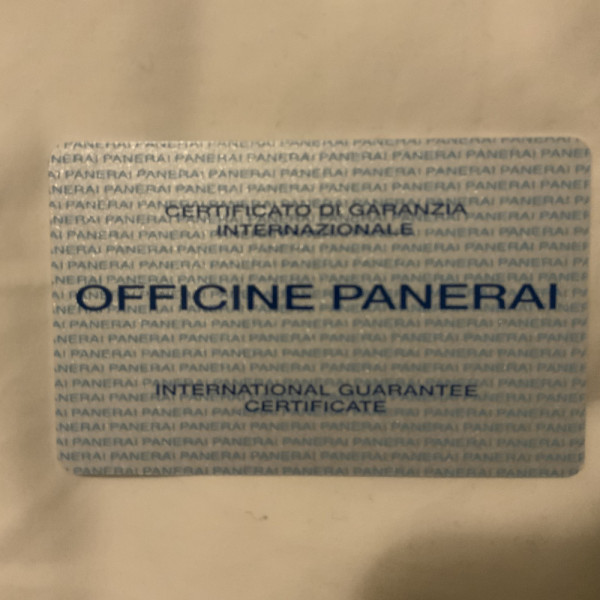 CERTIFICATO DI GARANZIA
INTERNAZIONALE
OFFICINE PANERAI
INTERNATIONAL GUARANTEE
CERTIFICATE